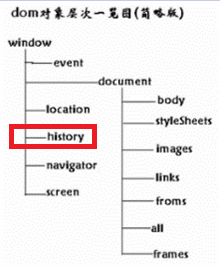 dom对象层次一览图(简略版)
window
event
document
location
body
styleSheets
history
images
navigator
links
screen
froms
all
frames